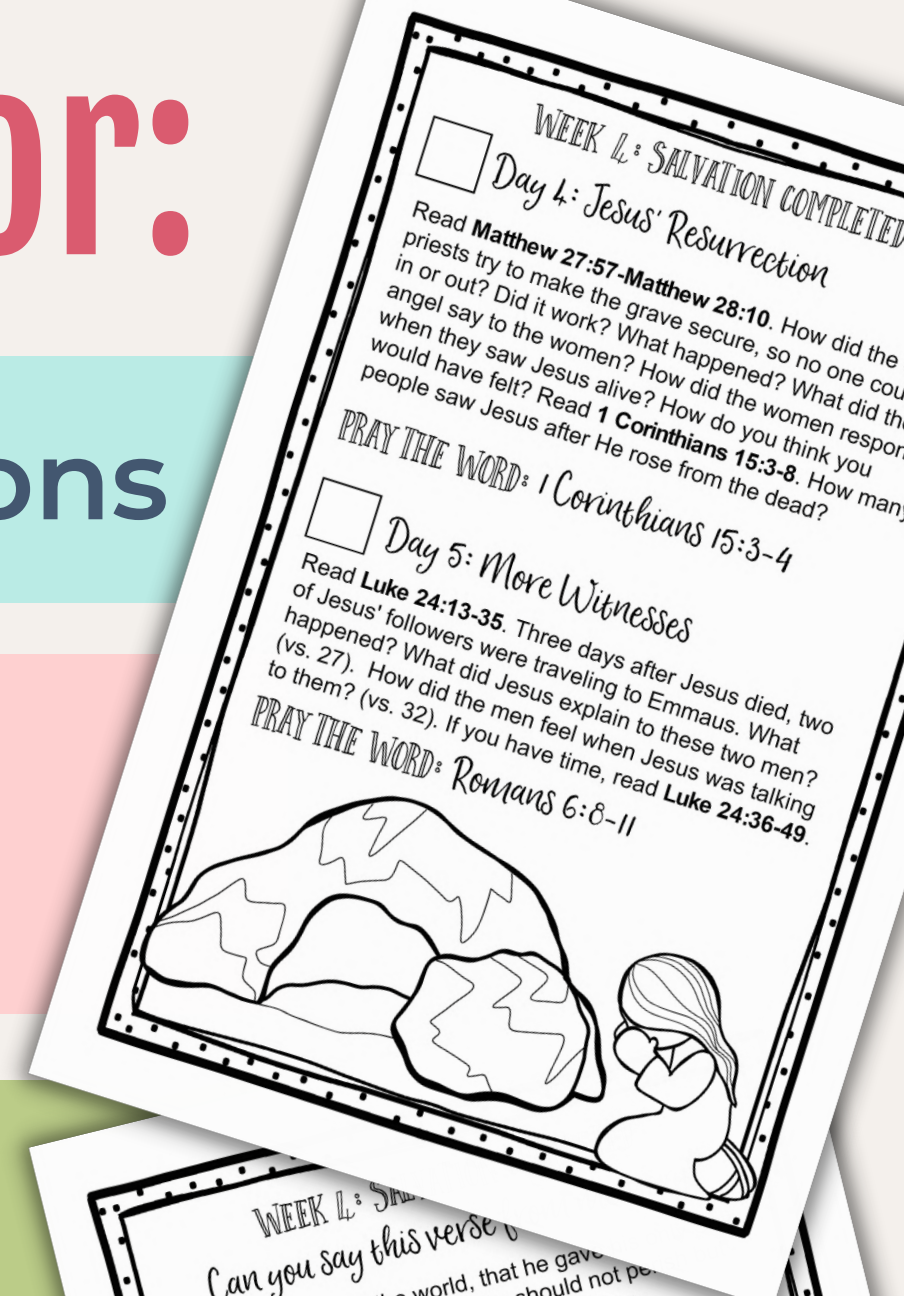 or:
ons
WEEK 4: SALVATION COMPLETED
Day 4: Jesus' Resurrection
Read Matthew 27:57-Matthew 28:10. How did the
priests try to make the grave secure, so no one cou
in or out? Did it work? What happened? What did the
angel say to the women? How did the women respon
when they saw Jesus alive? How do you think you
would have felt? Read 1 Corinthians 15:3-8. How many
people saw Jesus after He rose from the dead?
PRAY THE WORD: 1 Corinthians 15:3-4
Day 5: More Witnesses
Read Luke 24:13-35. Three days after Jesus died, two
of Jesus' followers were traveling to Emmaus. What
happened? What did Jesus explain to these two men?
(vs. 27).  How did the men feel when Jesus was talking
to them? (vs. 32). If you have time, read Luke 24:36-49.
PRAY THE WORD: Romans 6:8-11
WEEK 4: SAL
Can you say this verse f
the world, that he gave
should not per